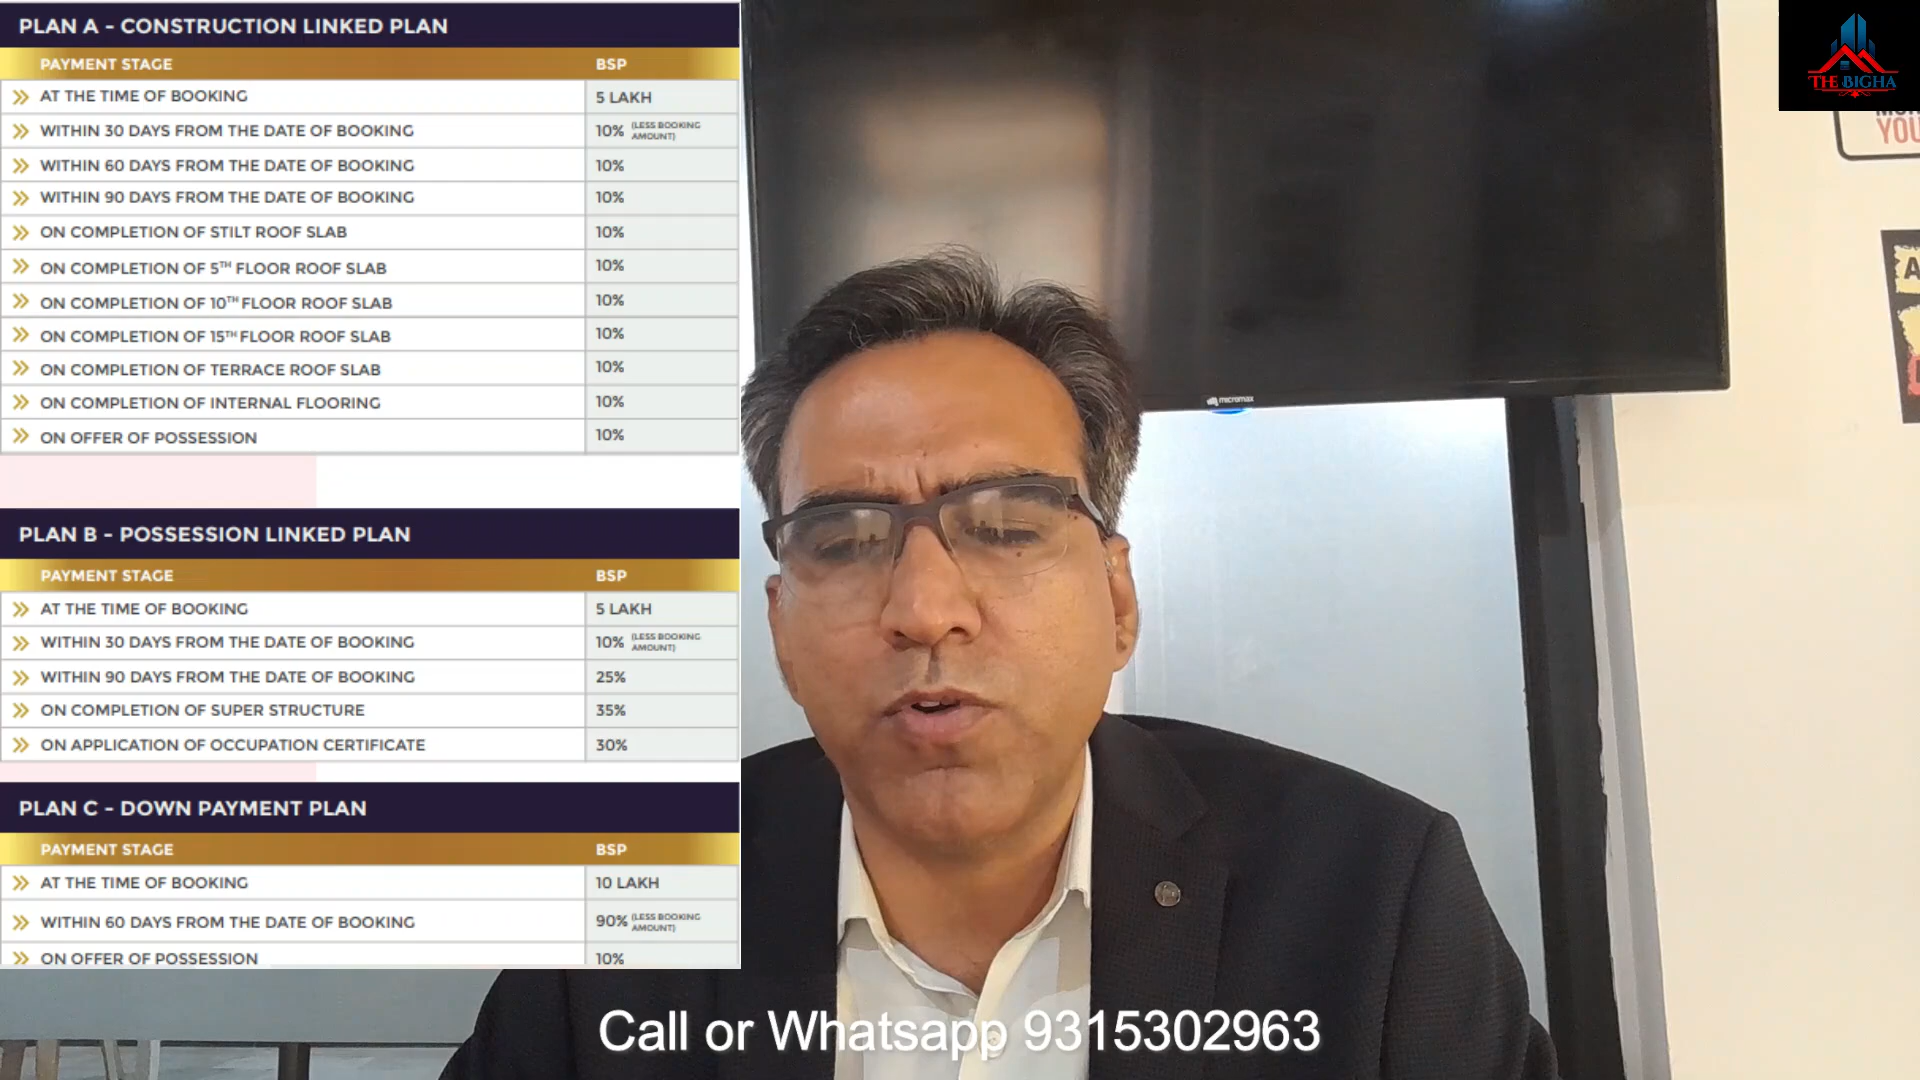 PLAN A - CONSTRUCTION LINKED PLAN
PAYMENT STAGE BSP
AT THE TIME OF BOOKING 5 LAKH
WITHIN 30 DAYS FROM THE DATE OF BOOKING 10% (LESS BOOKING AMOUNT)
WITHIN 60 DAYS FROM THE DATE OF BOOKING 10%
WITHIN 90 DAYS FROM THE DATE OF BOOKING 10%
ON COMPLETION OF STILT ROOF SLAB 10%
ON COMPLETION OF 5TH FLOOR ROOF SLAB 10%
ON COMPLETION OF 10TH FLOOR ROOF SLAB 10%
ON COMPLETION OF 15TH FLOOR ROOF SLAB 10%
ON COMPLETION OF TERRACE ROOF SLAB 10%
ON COMPLETION OF INTERNAL FLOORING 10%
ON OFFER OF POSSESSION 10%
PLAN B - POSSESSION LINKED PLAN
PAYMENT STAGE BSP
AT THE TIME OF BOOKING 5 LAKH
WITHIN 30 DAYS FROM THE DATE OF BOOKING 10% (LESS BOOKING AMOUNT)
WITHIN 90 DAYS FROM THE DATE OF BOOKING 25%
ON COMPLETION OF SUPER STRUCTURE 35%
ON APPLICATION OF OCCUPATION CERTIFICATE 30%
PLAN C - DOWN PAYMENT PLAN
PAYMENT STAGE BSP
AT THE TIME OF BOOKING 10 LAKH
WITHIN 60 DAYS FROM THE DATE OF BOOKING 90% (LESS BOOKING AMOUNT)
ON OFFER OF POSSESSION 10%
THE BIGHA
YOU
micromax
Call or Whatsapp 9315302963